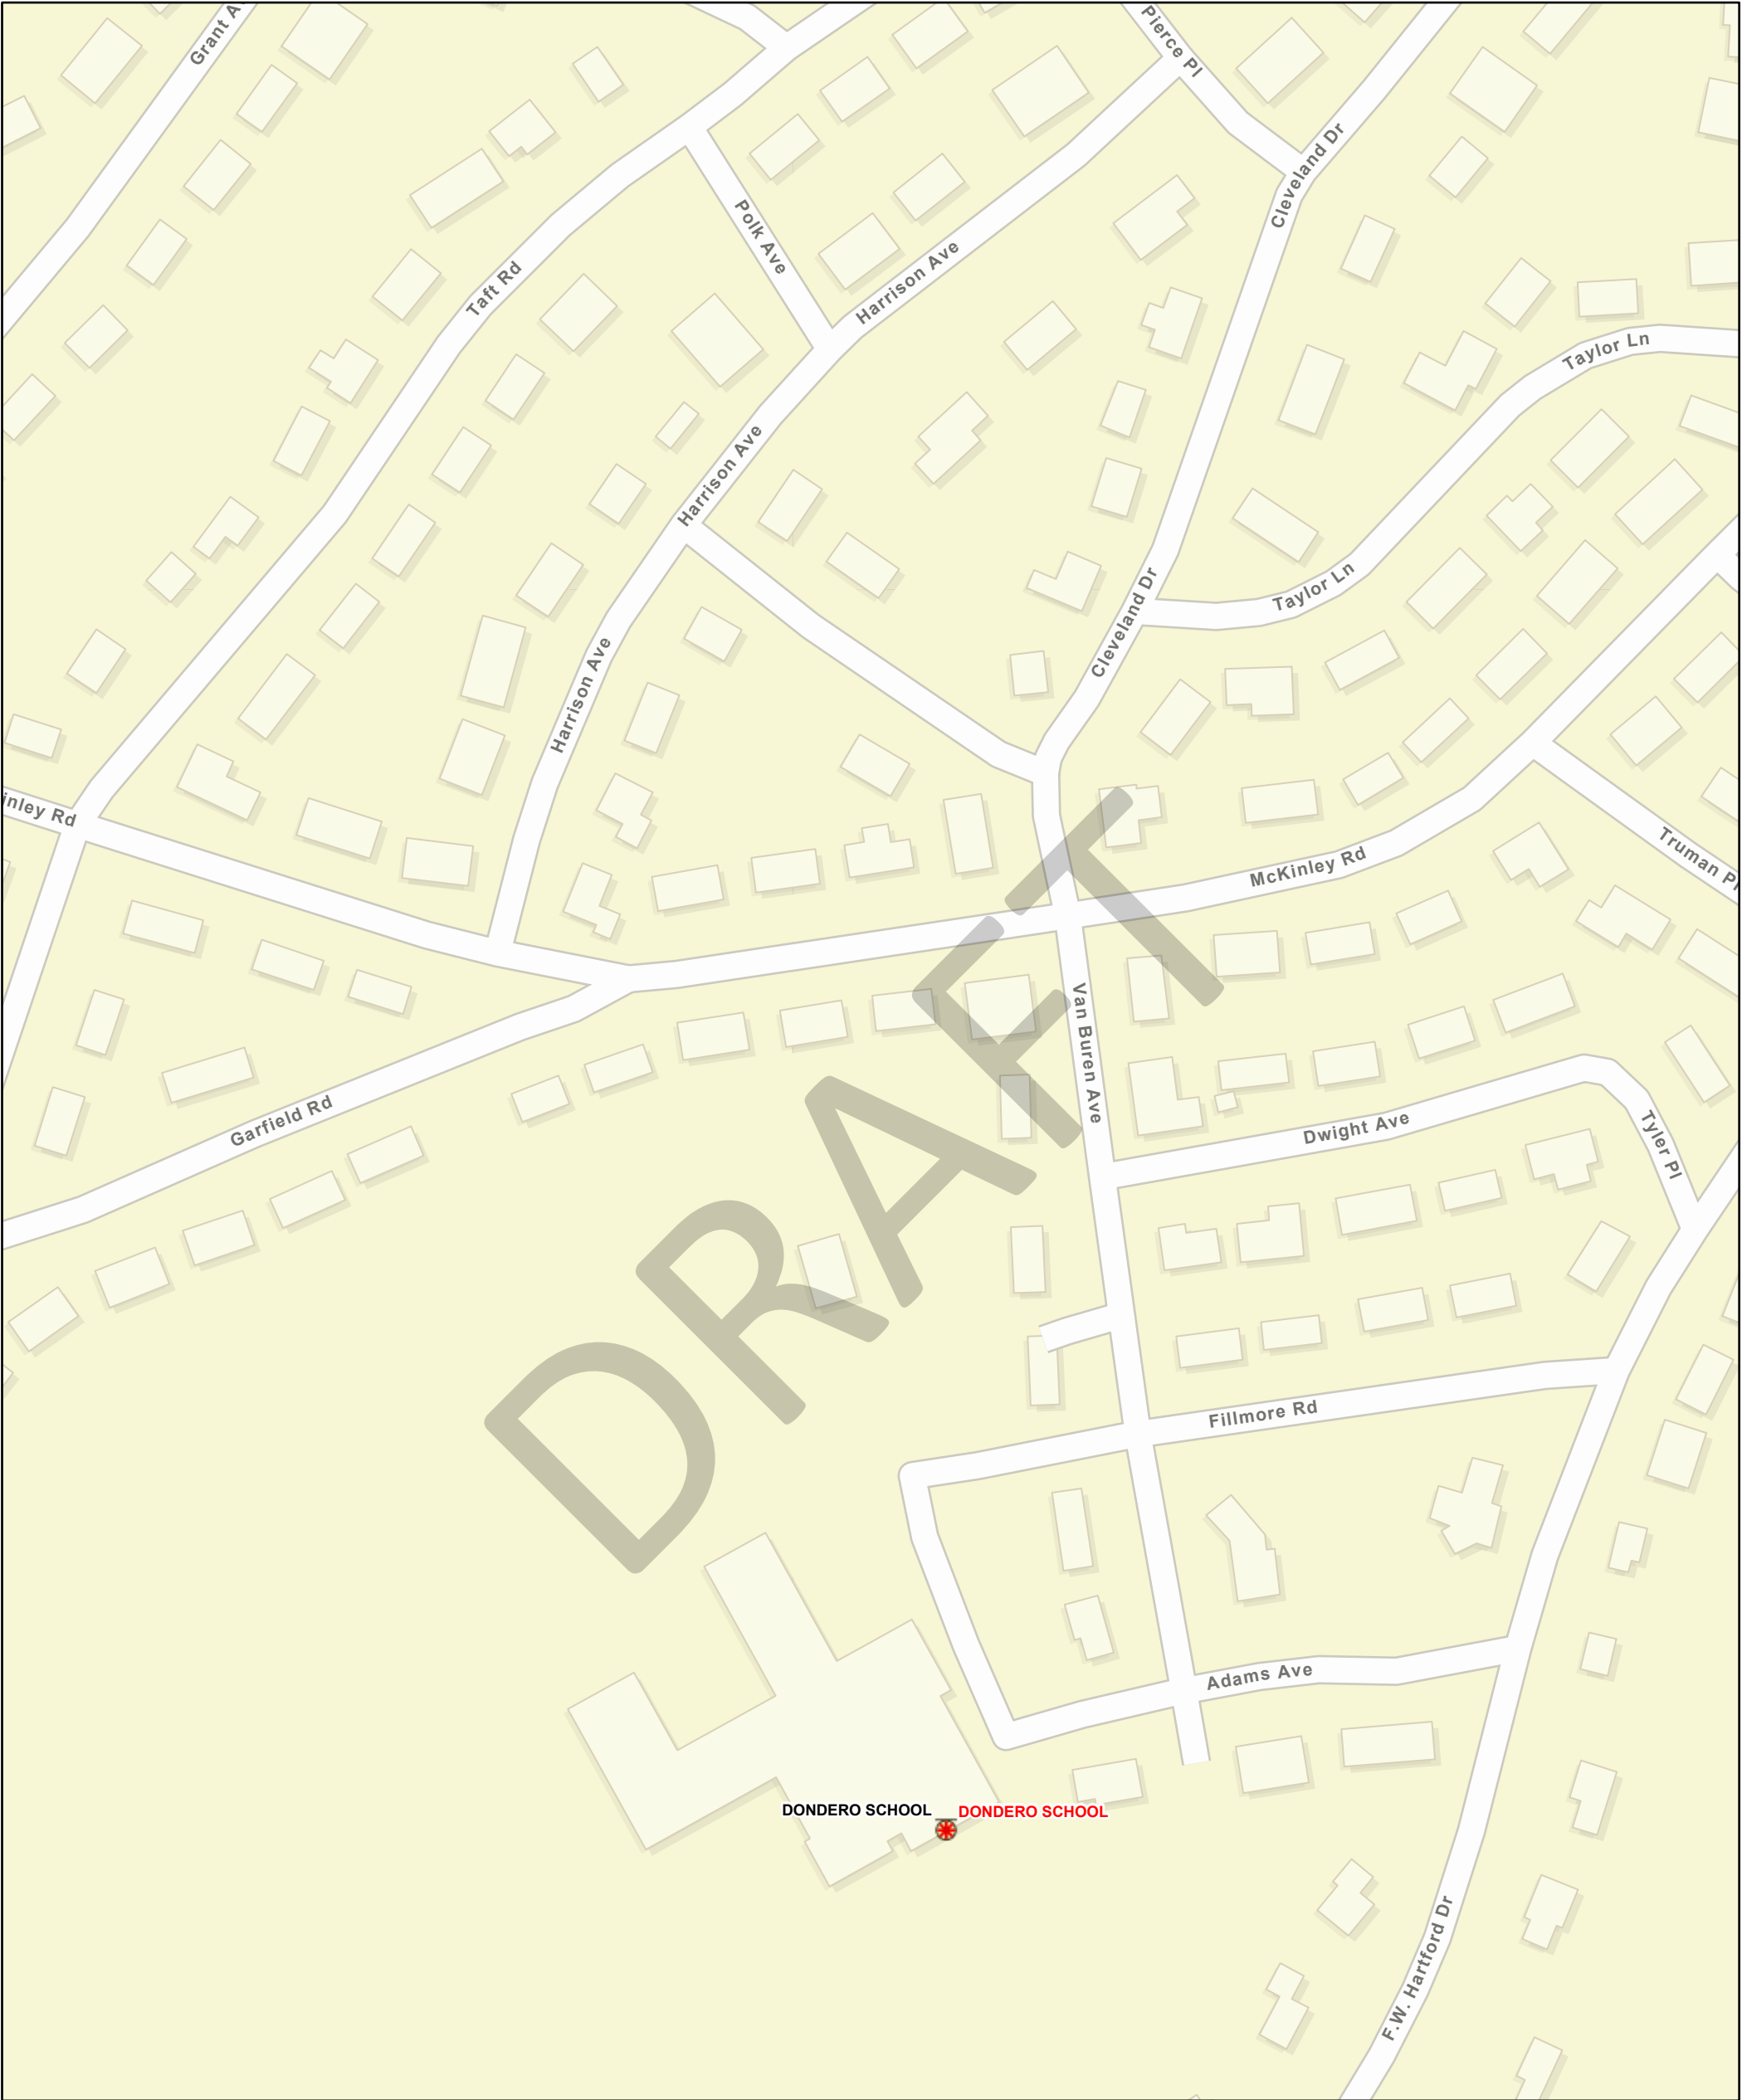 Grant A
Pierce Pl
Cleveland Dr
Polk Ave
Harrison Ave
Taft Rd
Taylor Ln
Harrison Ave
Taylor Ln
Cleveland Dr
Harrison Ave
inley Rd
McKinley Rd
Truman Pl
Van Buren Ave
Garfield Rd
Dwight Ave
Tyler Pl
DRAFT
Fillmore Rd
Adams Ave
DONDERO SCHOOL
DONDERO SCHOOL
F.W. Hartford Dr